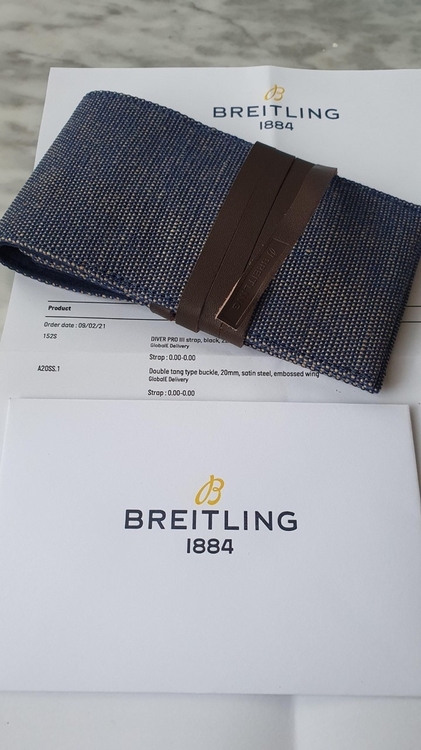 B
BREITLING
1884
Product
Order date : 09/02/21
152S
DIVER PRO III strap, black,
GlobalE Delivery
Strap : 0.00-0.00
A20SS.1
Double tang type buckle, 20mm, satin steel, embossed wing
GlobalE Delivery
Strap : 0.00-0.00
B
BREITLING
1884